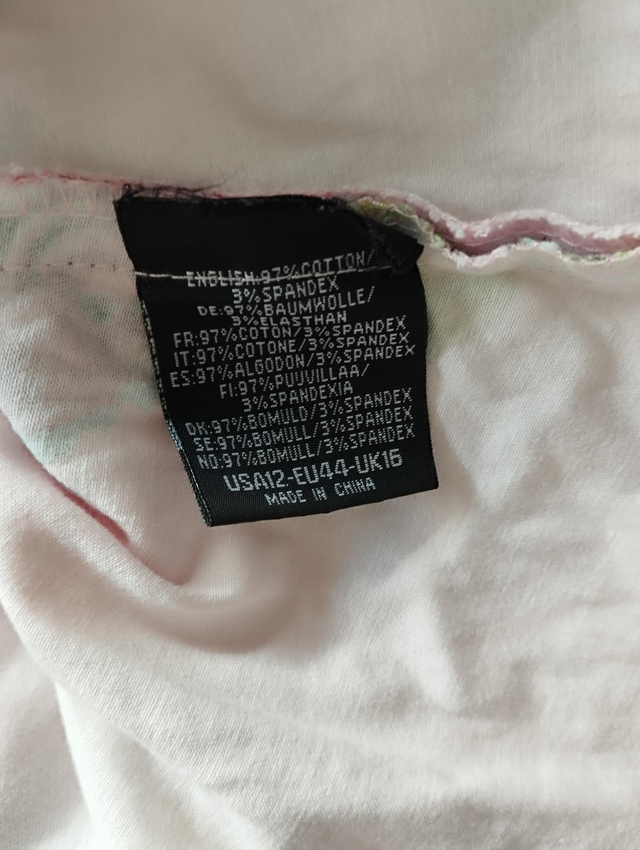 ENGLISH:97%COTTON/
3%SPANDEX
DE:97%BAUMWOLLE/
3%ELASTHAN
FR:97%COTON/3%SPANDEX
IT:97%COTONE/3%SPANDEX
ES:97%ALGODON/3%SPANDEX
FI:97%PUUVILLAA/
3%SPANDEXIA
DK:97%BOMULD/3%SPANDEX
SE:97%BOMULL/3%SPANDEX
NO:97%BOMULL/3%SPANDEX
USA12-EU44-UK16
MADE IN CHINA